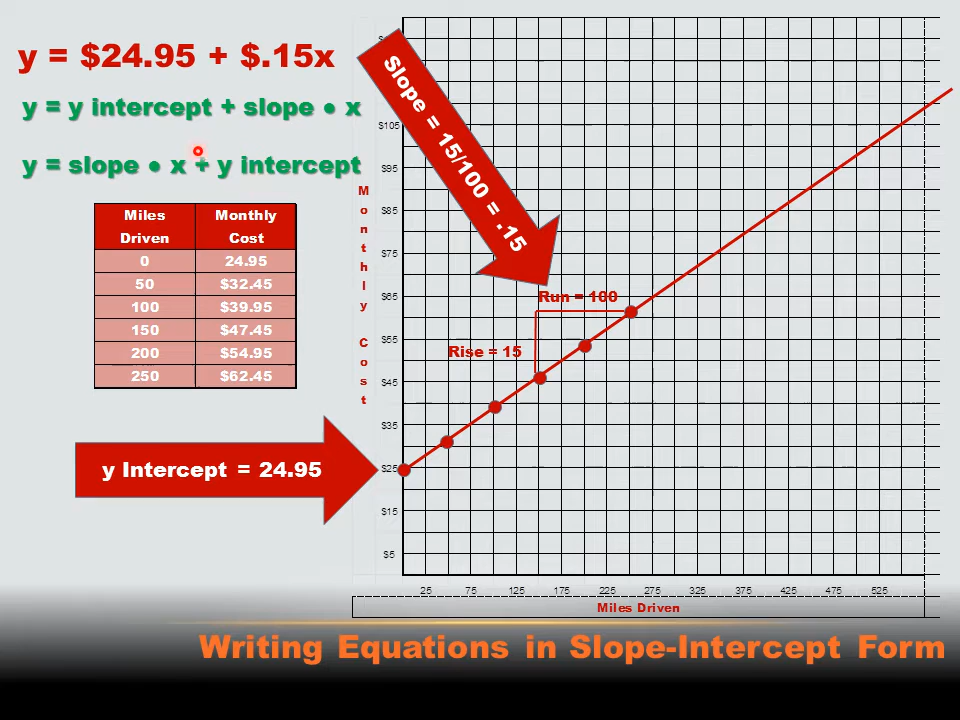 y = $24.95 + $.15x
y = y intercept + slope ● x
y = slope ● x + y intercept
Miles Driven Monthly Cost
0 24.95
50 $32.45
100 $39.95
150 $47.45
200 $54.95
250 $62.45
Slope = 15/100 = .15
Run = 100
Rise = 15
y Intercept = 24.95
Monthly Cost
$105
$95
$85
$75
$65
$55
$45
$35
$25
$15
$5
25 75 125 175 225 275 325 375 425 475 525
Miles Driven
Writing Equations in Slope-Intercept Form